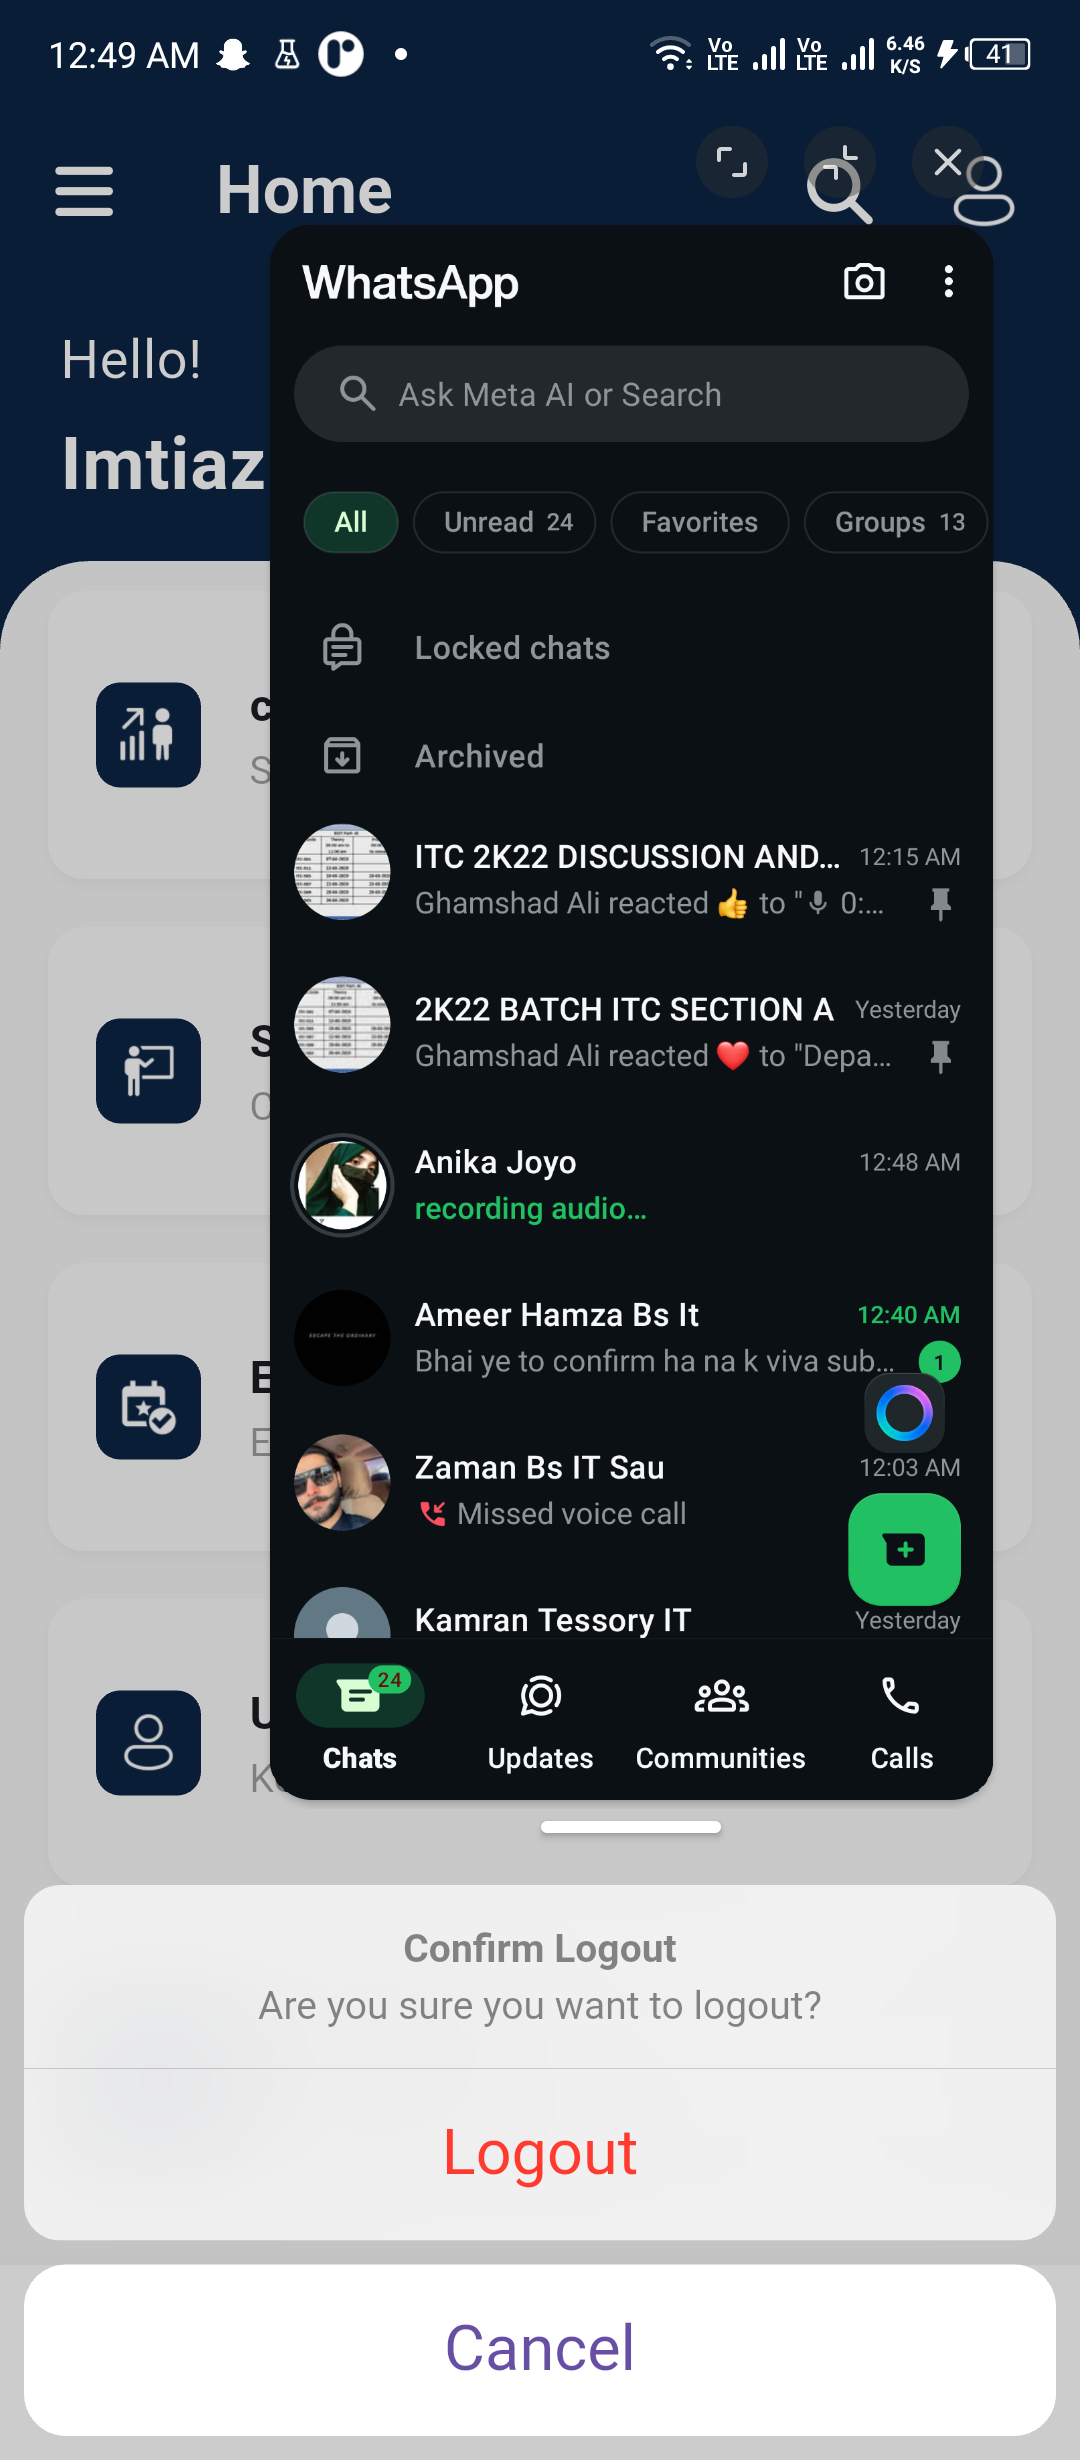 12:49 AM
Vo LTE Vo LTE 6.46 K/S 41
Home
Hello!
Imtiaz
WhatsApp
Ask Meta AI or Search
All Unread 24 Favorites Groups 13
Locked chats
Archived
ITC 2K22 DISCUSSION AND... 12:15 AM
Ghamshad Ali reacted 👍 to "🎤 0:...
2K22 BATCH ITC SECTION A Yesterday
Ghamshad Ali reacted ❤️ to "Depa...
Anika Joyo 12:48 AM
recording audio...
ESCAPE THE ORDINARY
Ameer Hamza Bs It 12:40 AM
Bhai ye to confirm ha na k viva sub... 1
Zaman Bs IT Sau 12:03 AM
Missed voice call
Kamran Tessory IT Yesterday
24
Chats Updates Communities Calls
Confirm Logout
Are you sure you want to logout?
Logout
Cancel